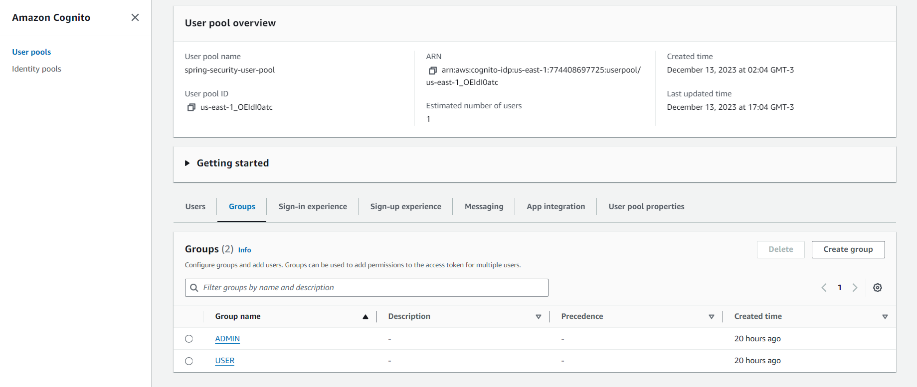 Amazon Cognito
User pools
Identity pools
User pool overview
User pool name
spring-security-user-pool
User pool ID
us-east-1_OEIdI0atc
ARN
arn:aws:cognito-idp:us-east-1:774408697725:userpool/
us-east-1_OEIdI0atc
Estimated number of users
1
Created time
December 13, 2023 at 02:04 GMT-3
Last updated time
December 13, 2023 at 17:04 GMT-3
Getting started
Users Groups Sign-in experience Sign-up experience Messaging App integration User pool properties
Groups (2) Info
Delete Create group
Configure groups and add users. Groups can be used to add permissions to the access token for multiple users.
Filter groups by name and description
1
Group name Description Precedence Created time
ADMIN - - 20 hours ago
USER - - 20 hours ago